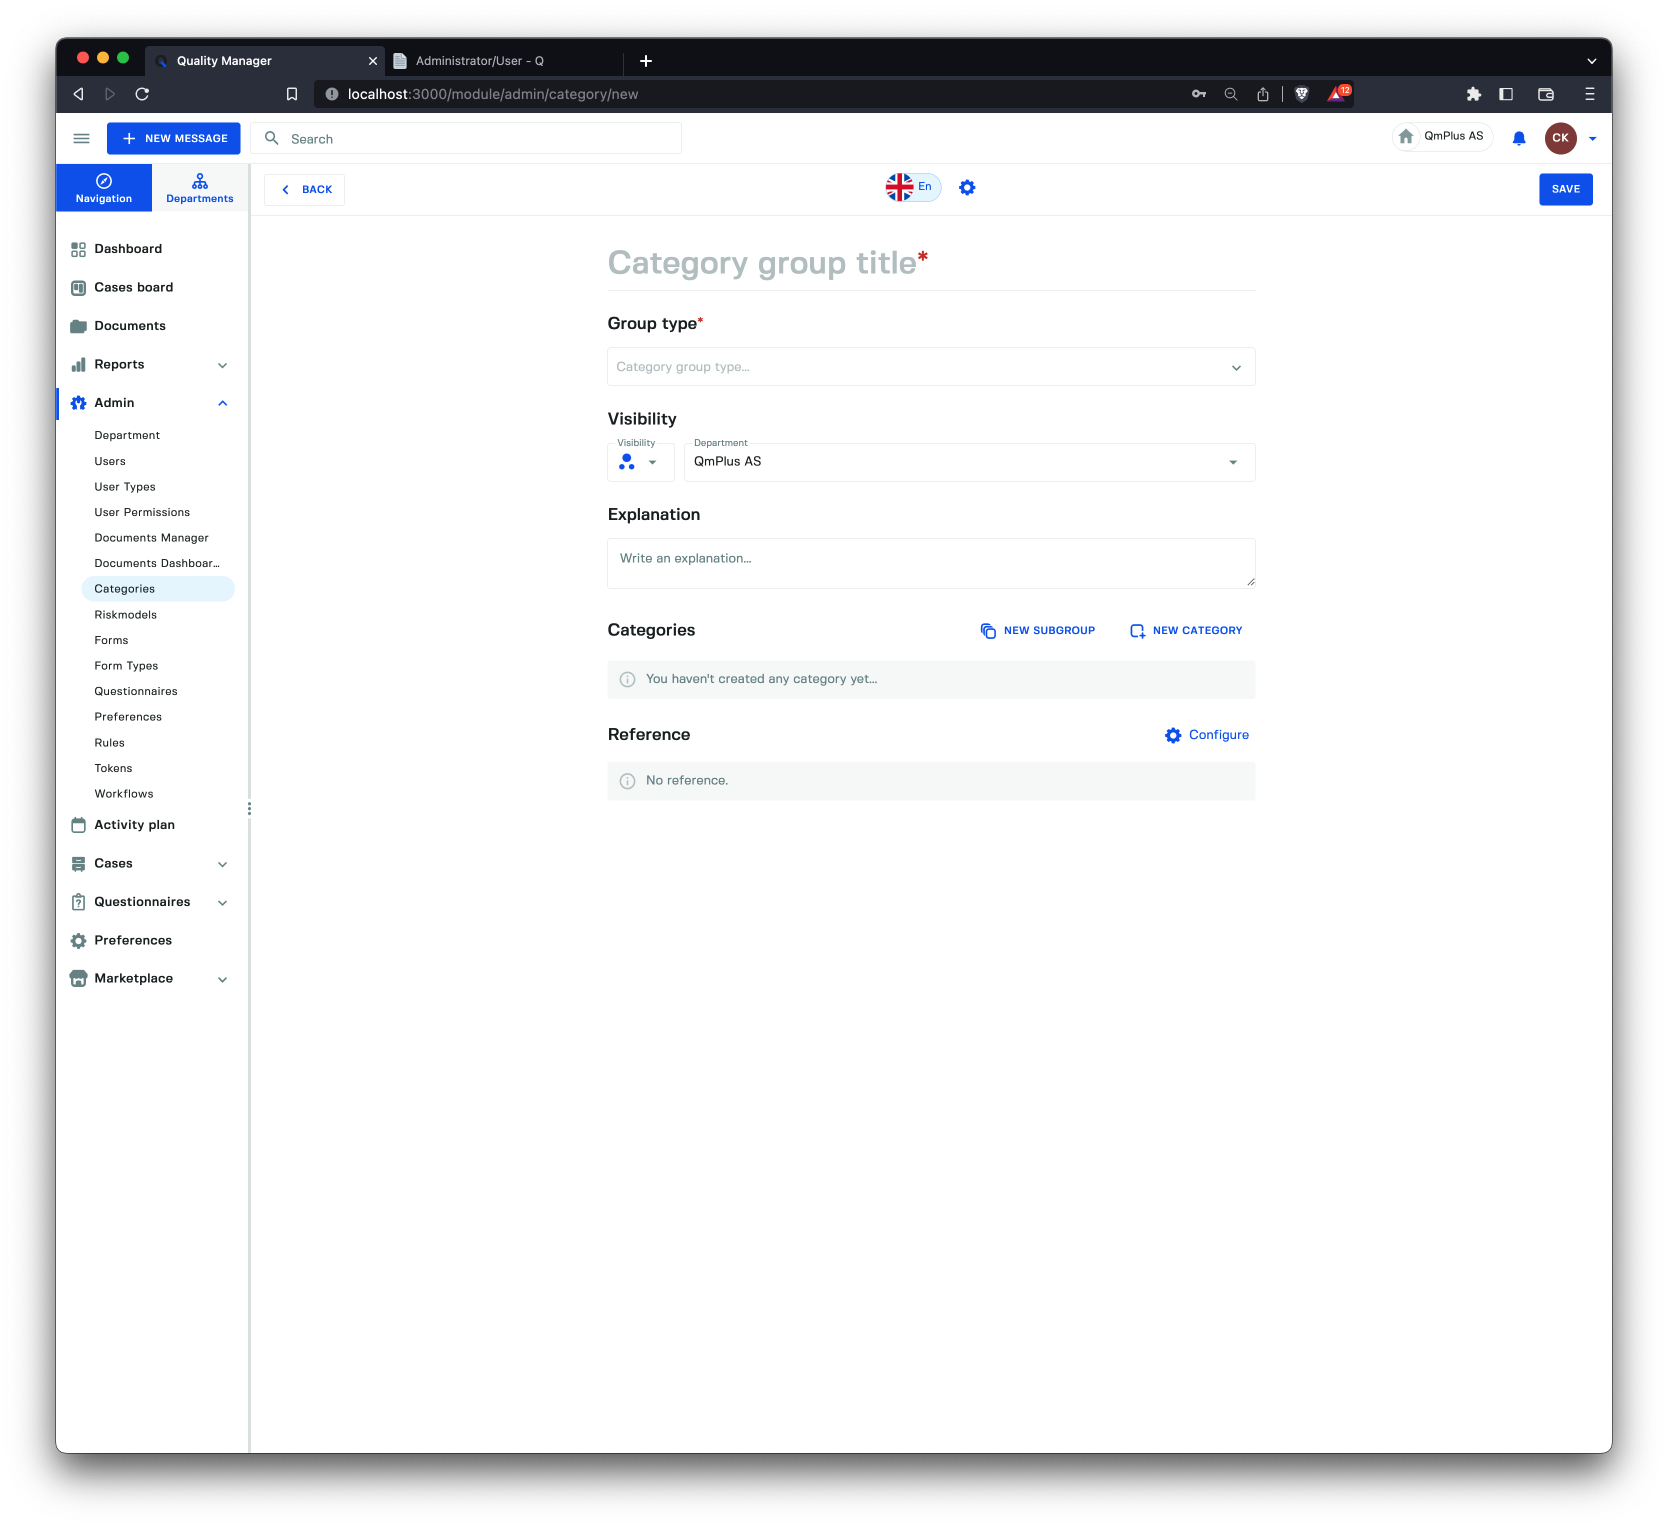 Quality Manager
Administrator/User - Q
localhost:3000/module/admin/category/new
12
NEW MESSAGE
Search
QmPlus AS
CK
Navigation
Departments
BACK
En
SAVE
Dashboard
Cases board
Documents
Reports
Admin
Department
Users
User Types
User Permissions
Documents Manager
Documents Dashboar...
Categories
Riskmodels
Forms
Form Types
Questionnaires
Preferences
Rules
Tokens
Workflows
Activity plan
Cases
Questionnaires
Preferences
Marketplace
Category group title*
Group type*
Category group type...
Visibility
Visibility
Department
QmPlus AS
Explanation
Write an explanation...
Categories
NEW SUBGROUP
NEW CATEGORY
You haven't created any category yet...
Reference
Configure
No reference.